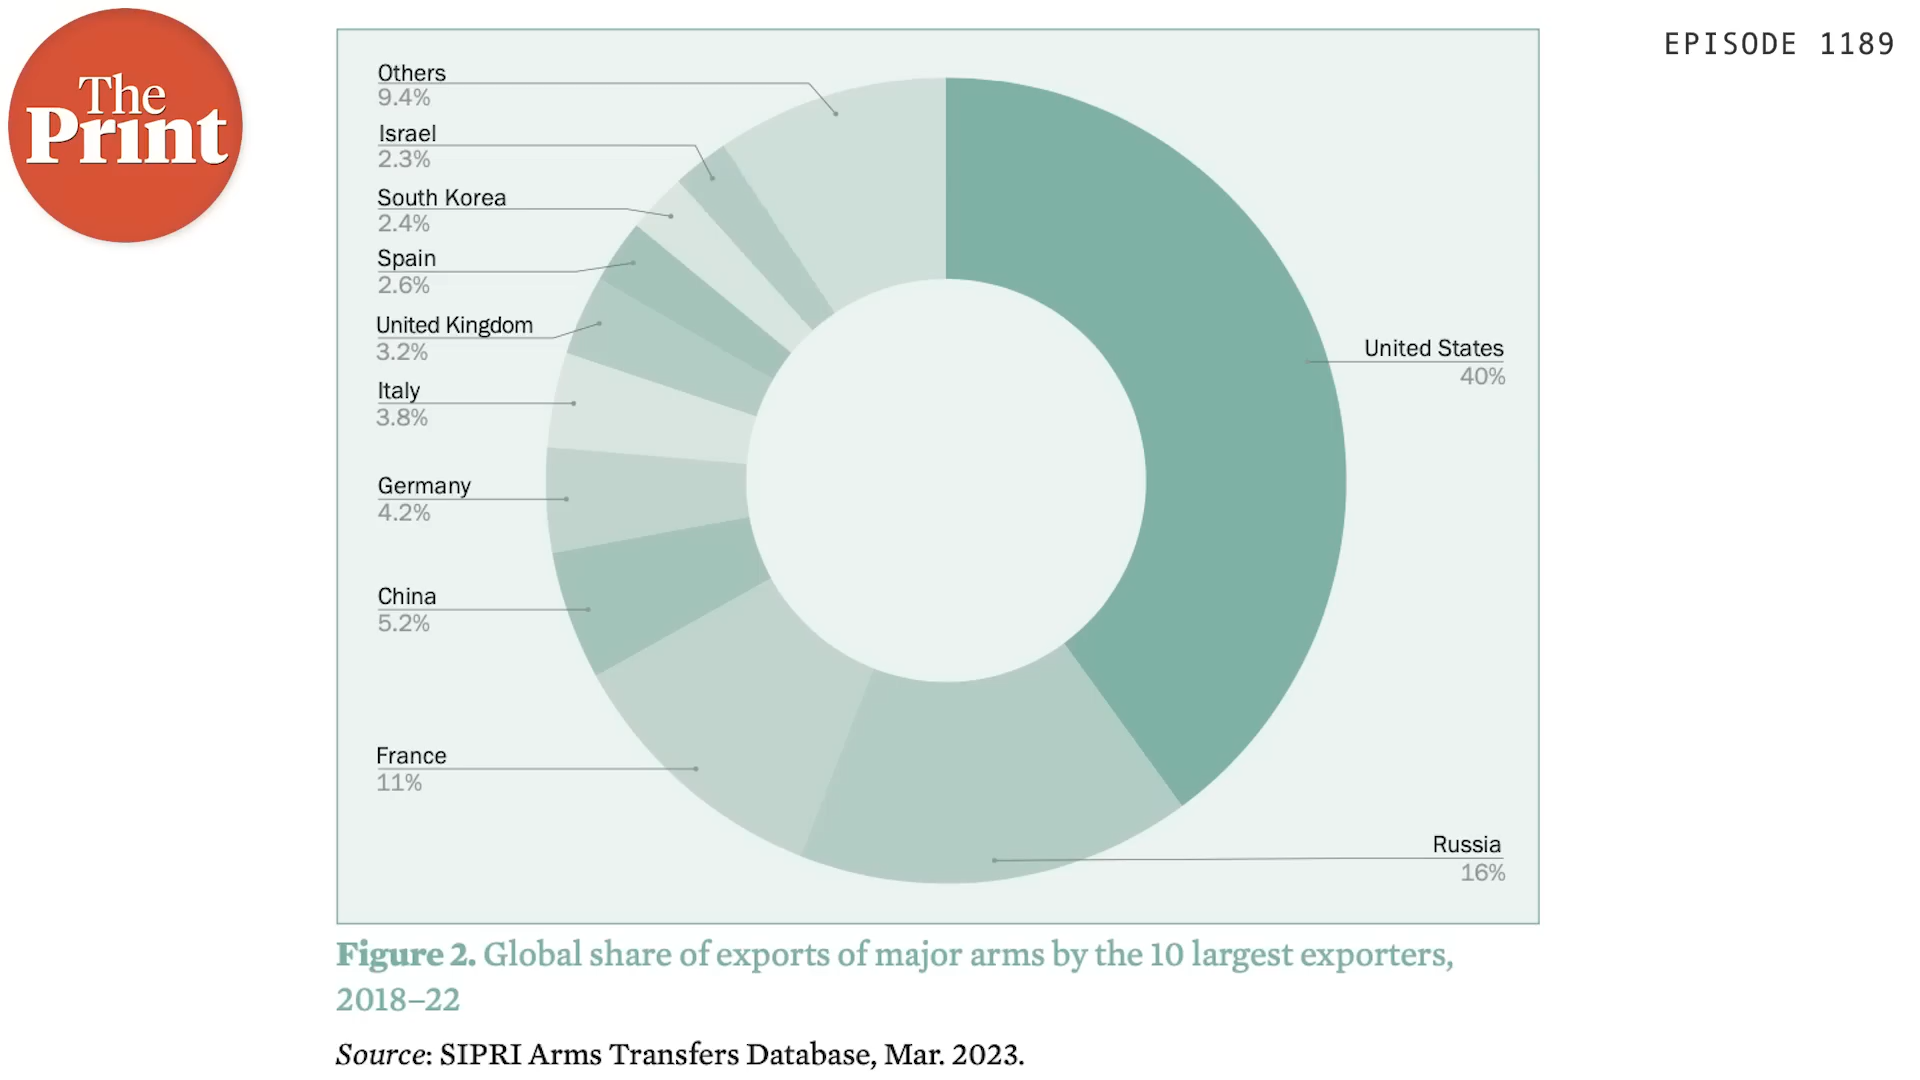 The
Print
EPISODE 1189
Others
9.4%
Israel
2.3%
South Korea
2.4%
Spain
2.6%
United Kingdom
3.2%
Italy
3.8%
Germany
4.2%
China
5.2%
France
11%
United States
40%
Russia
16%
Figure 2. Global share of exports of major arms by the 10 largest exporters,
2018–22
Source: SIPRI Arms Transfers Database, Mar. 2023.